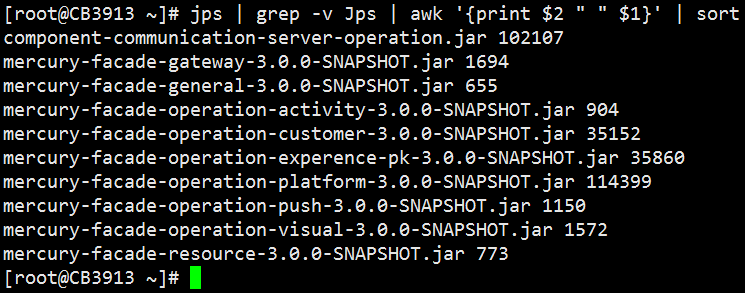 [root@CB3913 ~]# jps | grep -v Jps | awk '{print $2 " " $1}' | sort
component-communication-server-operation.jar 102107
mercury-facade-gateway-3.0.0-SNAPSHOT.jar 1694
mercury-facade-general-3.0.0-SNAPSHOT.jar 655
mercury-facade-operation-activity-3.0.0-SNAPSHOT.jar 904
mercury-facade-operation-customer-3.0.0-SNAPSHOT.jar 35152
mercury-facade-operation-experence-pk-3.0.0-SNAPSHOT.jar 35860
mercury-facade-operation-platform-3.0.0-SNAPSHOT.jar 114399
mercury-facade-operation-push-3.0.0-SNAPSHOT.jar 1150
mercury-facade-operation-visual-3.0.0-SNAPSHOT.jar 1572
mercury-facade-resource-3.0.0-SNAPSHOT.jar 773
[root@CB3913 ~]#